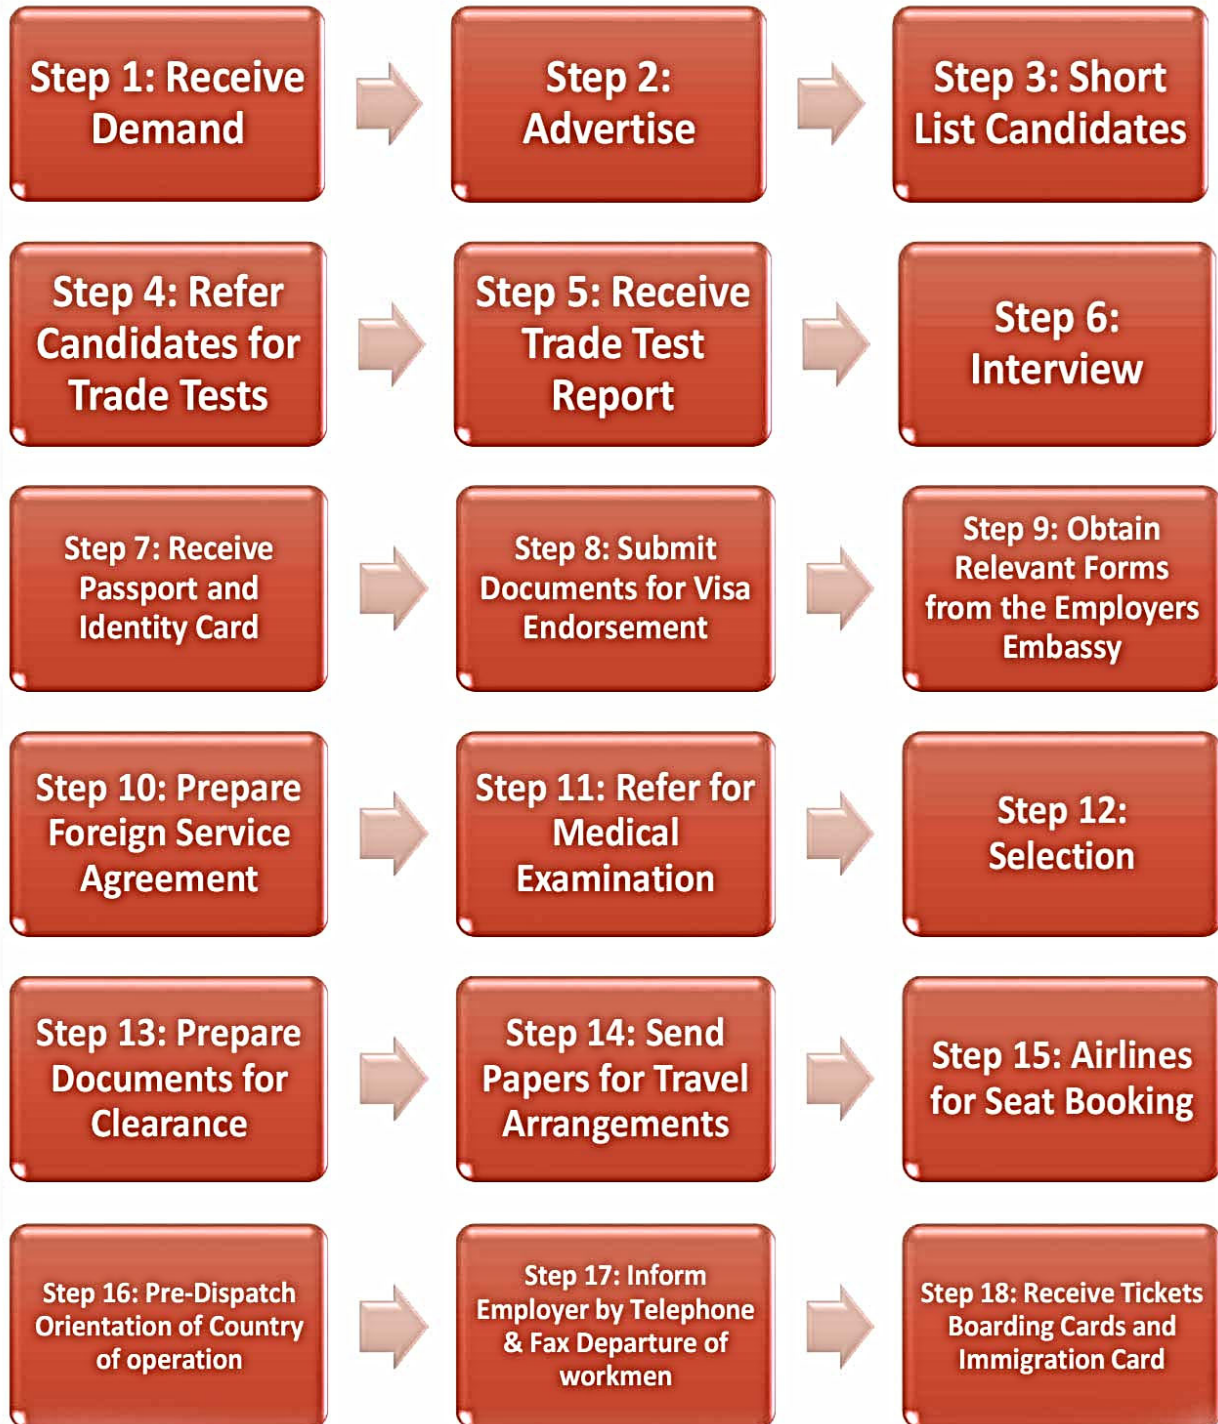 Step 1: Receive
Demand
Step 2:
Advertise
Step 3: Short
List Candidates
Step 4: Refer
Candidates for
Trade Tests
Step 5: Receive
Trade Test
Report
Step 6:
Interview
Step 7: Receive
Passport and
Identity Card
Step 8: Submit
Documents for Visa
Endorsement
Step 9: Obtain
Relevant Forms
from the Employers
Embassy
Step 10: Prepare
Foreign Service
Agreement
Step 11: Refer for
Medical
Examination
Step 12:
Selection
Step 13: Prepare
Documents for
Clearance
Step 14: Send
Papers for Travel
Arrangements
Step 15: Airlines
for Seat Booking
Step 16: Pre-Dispatch
Orientation of Country
of operation
Step 17: Inform
Employer by Telephone
& Fax Departure of
workmen
Step 18: Receive Tickets
Boarding Cards and
Immigration Card